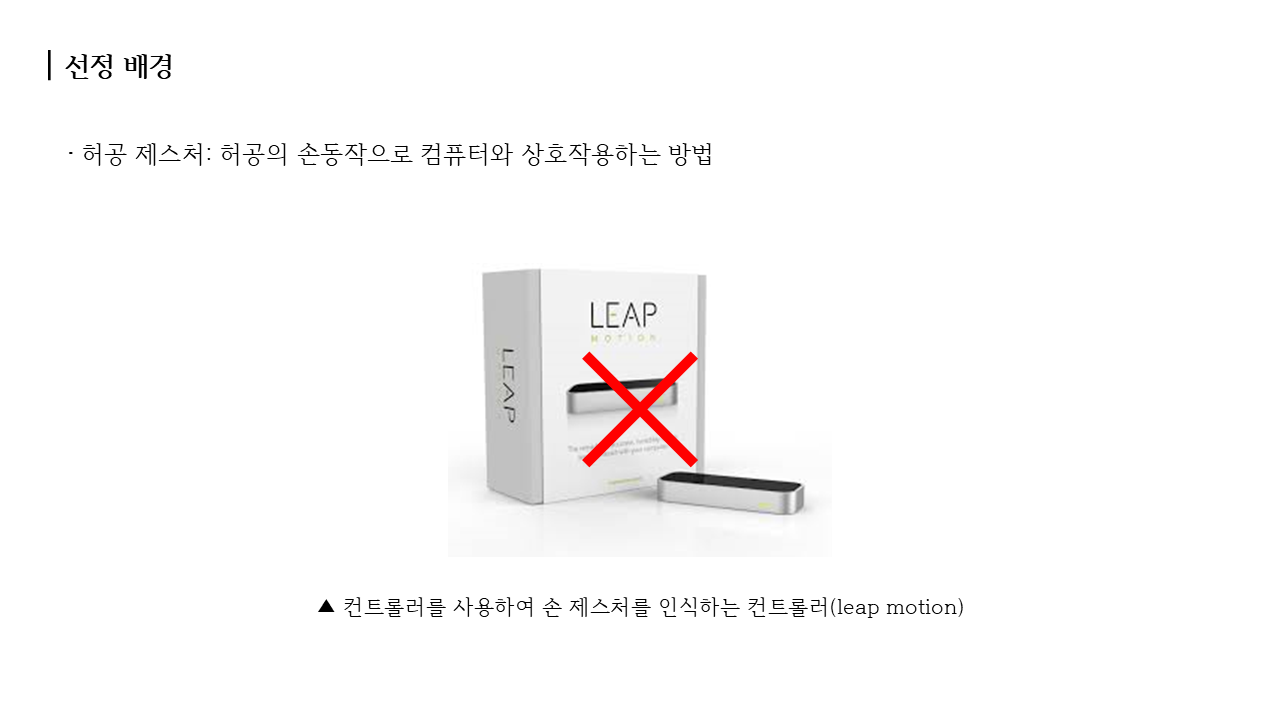 선정 배경
· 허공 제스처: 허공의 손동작으로 컴퓨터와 상호작용하는 방법
LEAP
MOTION
LEAP
▲ 컨트롤러를 사용하여 손 제스처를 인식하는 컨트롤러(leap motion)